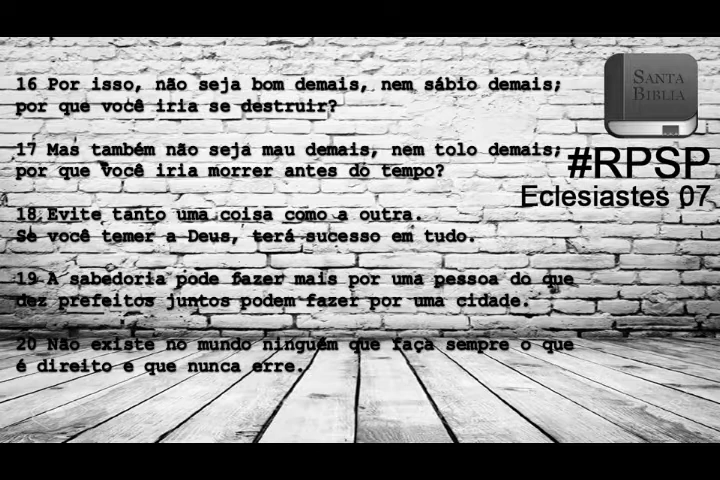 16 Por isso, não seja bom demais, nem sábio demais;
por que você iria se destruir?
17 Mas também não seja mau demais, nem tolo demais;
por que você iria morrer antes do tempo?
18 Evite tanto uma coisa como a outra.
Se você temer a Deus, terá sucesso em tudo.
19 A sabedoria pode fazer mais por uma pessoa do que
dez prefeitos juntos podem fazer por uma cidade.
20 Não existe no mundo ninguém que faça sempre o que
é direito e que nunca erre.
SANTA
BIBLIA
#RPSP
Eclesiastes 07